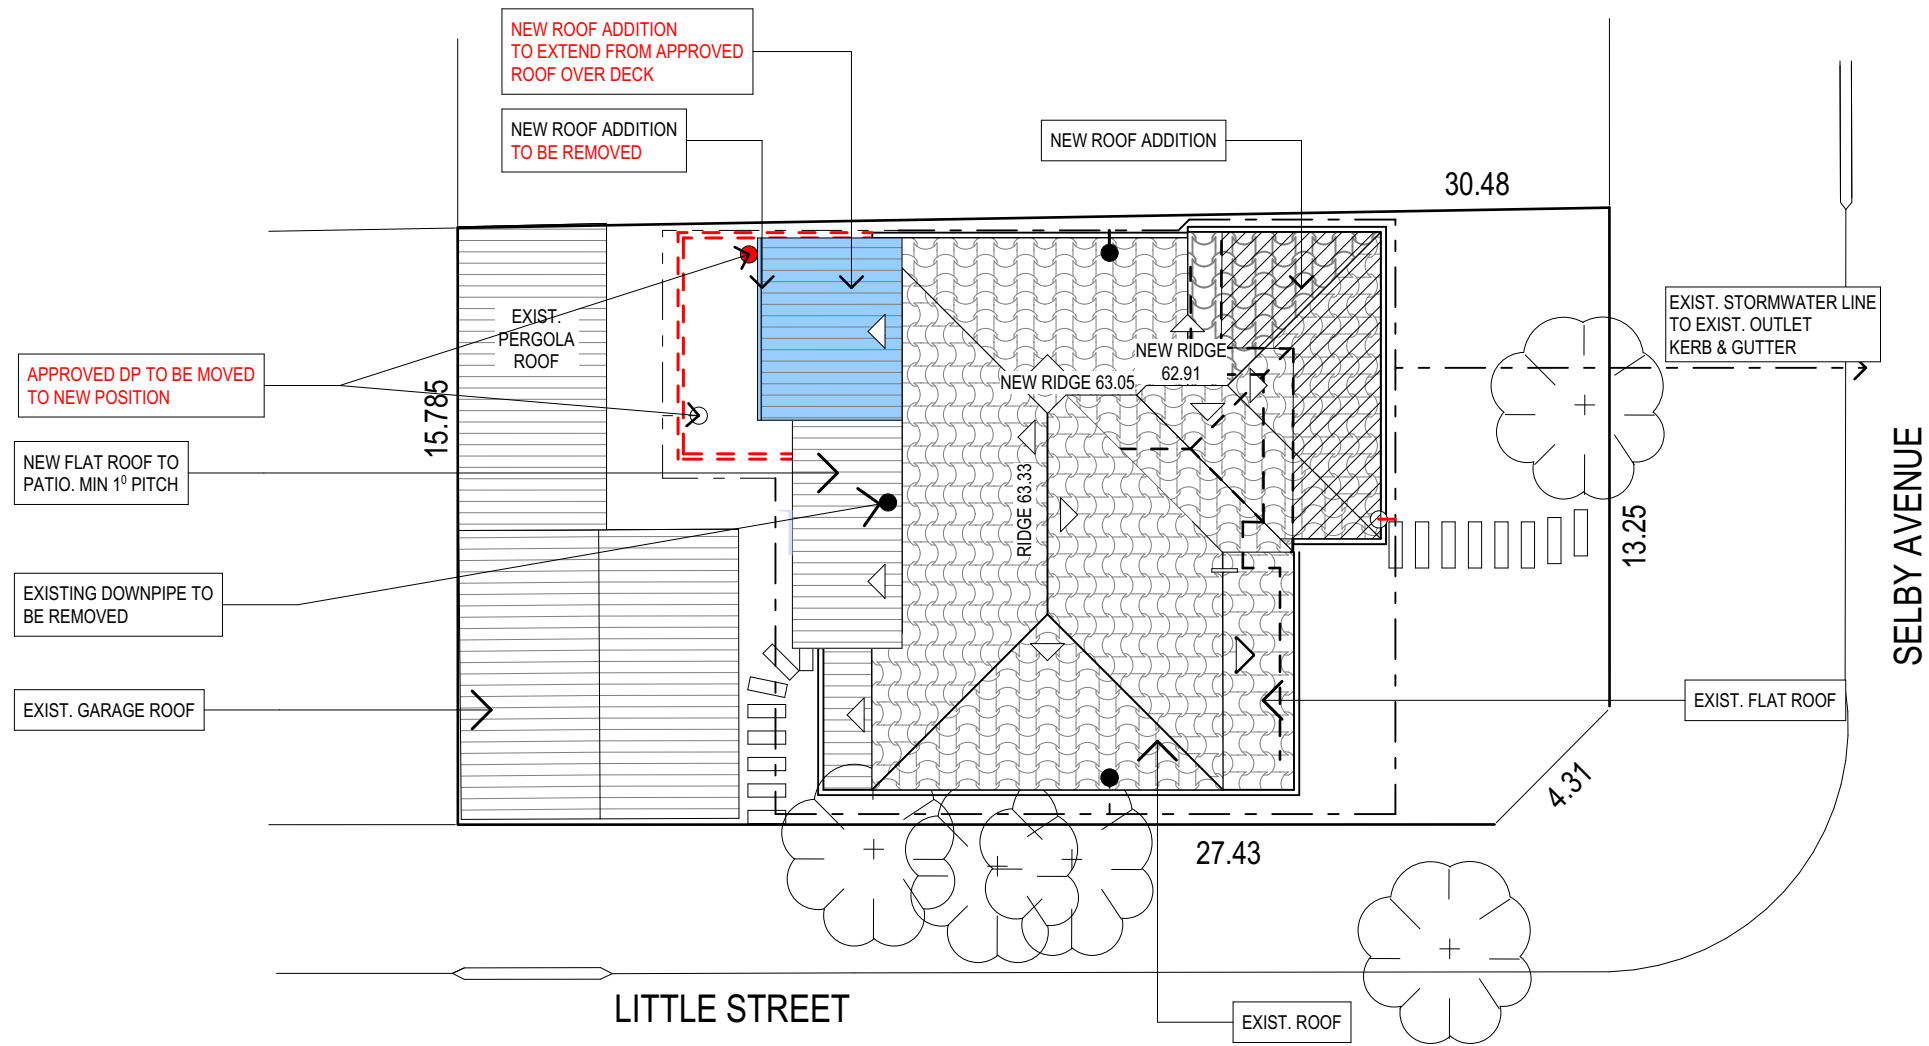 NEW ROOF ADDITION
TO EXTEND FROM APPROVED
ROOF OVER DECK
NEW ROOF ADDITION
TO BE REMOVED
NEW ROOF ADDITION
30.48
EXIST. STORMWATER LINE
TO EXIST. OUTLET
KERB & GUTTER
EXIST.
PERGOLA
ROOF
APPROVED DP TO BE MOVED
TO NEW POSITION
15.785
NEW RIDGE
62.91
NEW RIDGE 63.05
NEW FLAT ROOF TO
PATIO. MIN 1⁰ PITCH
RIDGE 63.33
13.25
SELBY AVENUE
EXISTING DOWNPIPE TO
BE REMOVED
EXIST. GARAGE ROOF
EXIST. FLAT ROOF
4.31
27.43
LITTLE STREET
EXIST. ROOF